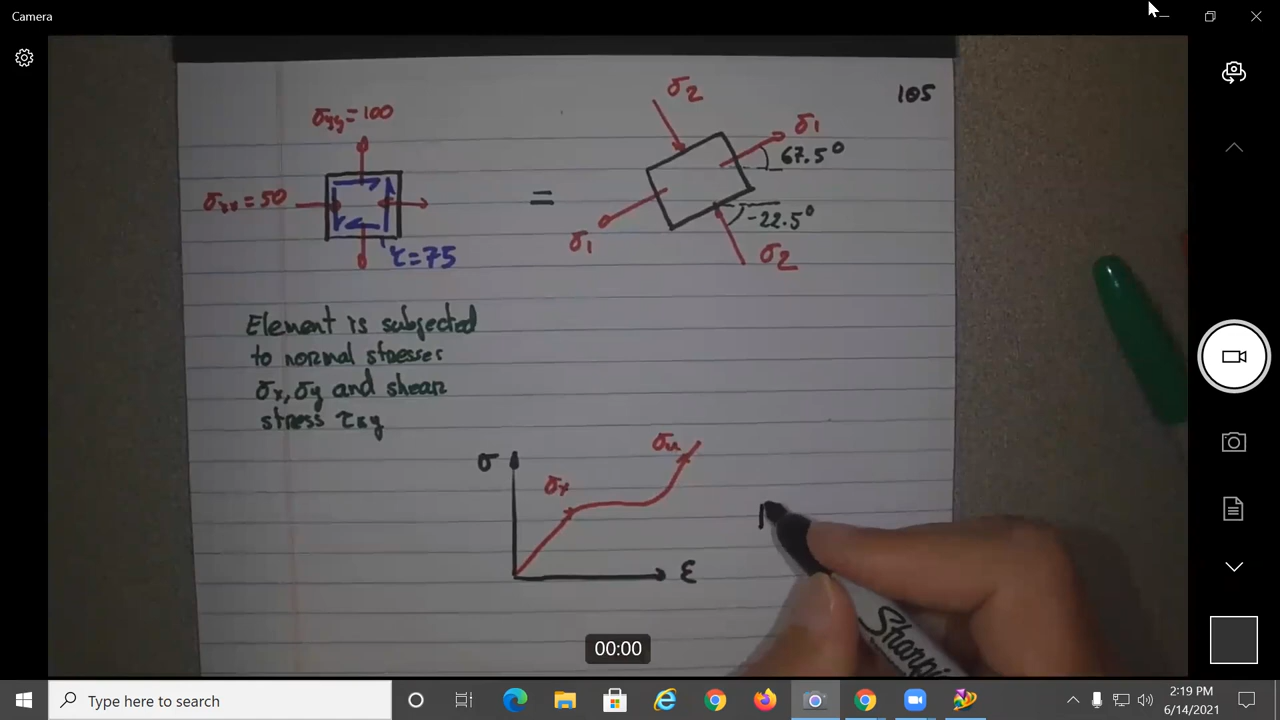 Camera
105
σyy=100
σ2
σ1
67.5°
σxx=50
=
-22.5°
σ1
σ2
τ=75
Element is subjected
to normal stresses
σx, σy and shear
stress τxy
σ
σu
σY
ε
Sharpie
00:00
Type here to search
2:19 PM
6/14/2021